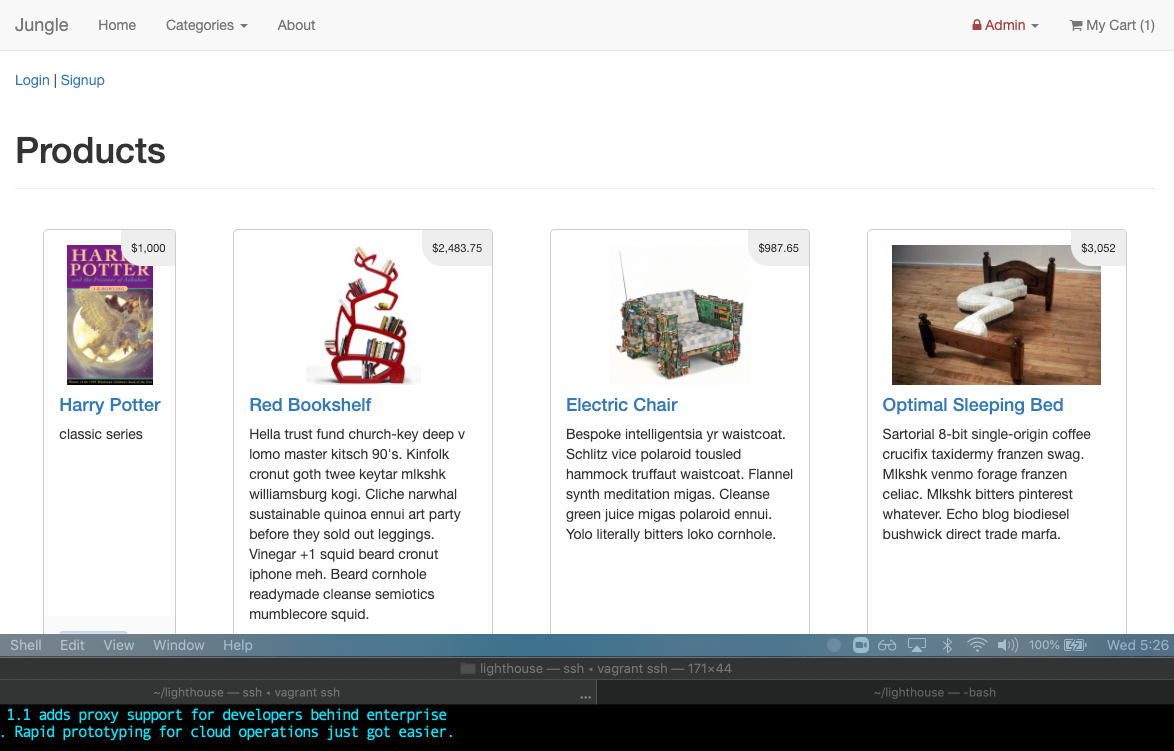 Jungle Home Categories About Admin My Cart (1)
Login | Signup
Products
$1,000
HARRY
POTTER
and the Prisoner of Azkaban
J.K. ROWLING
Harry Potter
classic series
$2,483.75
Red Bookshelf
Hella trust fund church-key deep v
lomo master kitsch 90's. Kinfolk
cronut goth twee keytar mlkshk
williamsburg kogi. Cliche narwhal
sustainable quinoa ennui art party
before they sold out leggings.
Vinegar +1 squid beard cronut
iphone meh. Beard cornhole
readymade cleanse semiotics
mumblecore squid.
$987.65
Electric Chair
Bespoke intelligentsia yr waistcoat.
Schlitz vice polaroid tousled
hammock truffaut waistcoat. Flannel
synth meditation migas. Cleanse
green juice migas polaroid ennui.
Yolo literally bitters loko cornhole.
$3,052
Optimal Sleeping Bed
Sartorial 8-bit single-origin coffee
crucifix taxidermy franzen swag.
Mlkshk venmo forage franzen
celiac. Mlkshk bitters pinterest
whatever. Echo blog biodiesel
bushwick direct trade marfa.
Shell Edit View Window Help 100% Wed 5:26
lighthouse — ssh • vagrant ssh — 171×44
~/lighthouse — ssh • vagrant ssh ... ~/lighthouse — -bash
1.1 adds proxy support for developers behind enterprise
. Rapid prototyping for cloud operations just got easier.